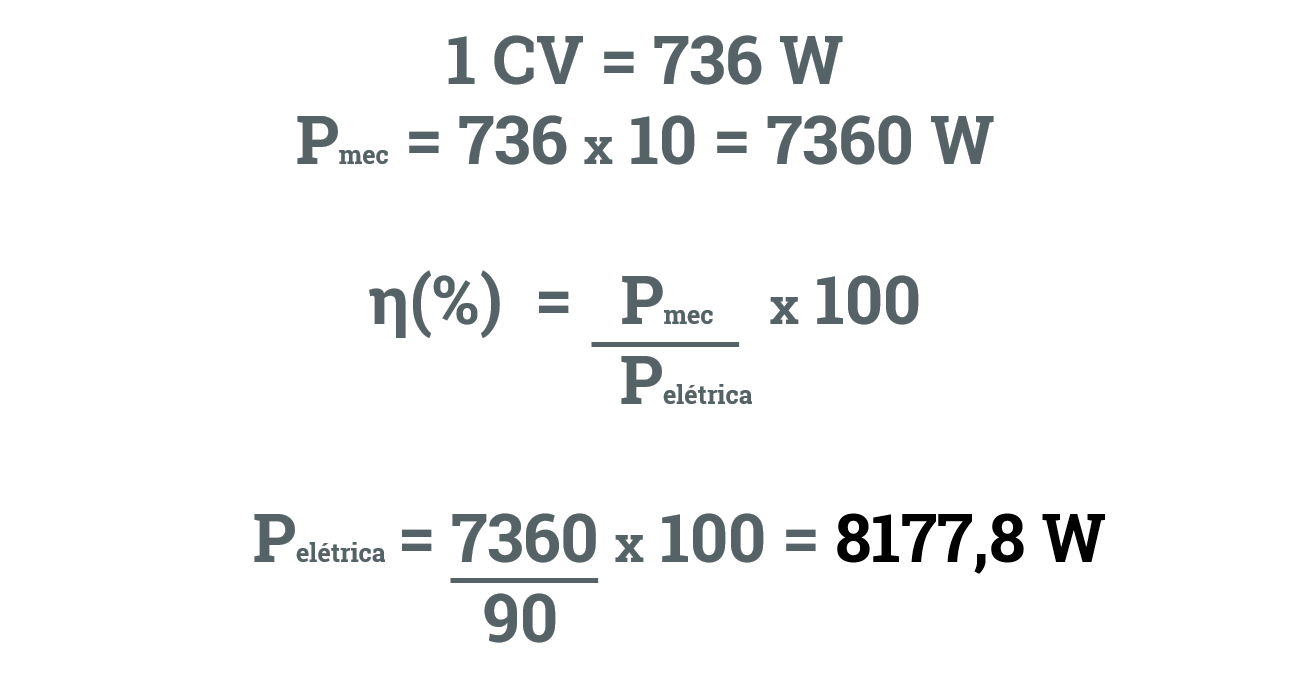 1 CV = 736 W
Pmec = 736 x 10 = 7360 W
η(%) = Pmec x 100
Pelétrica
Pelétrica = 7360 x 100 = 8177,8 W
90